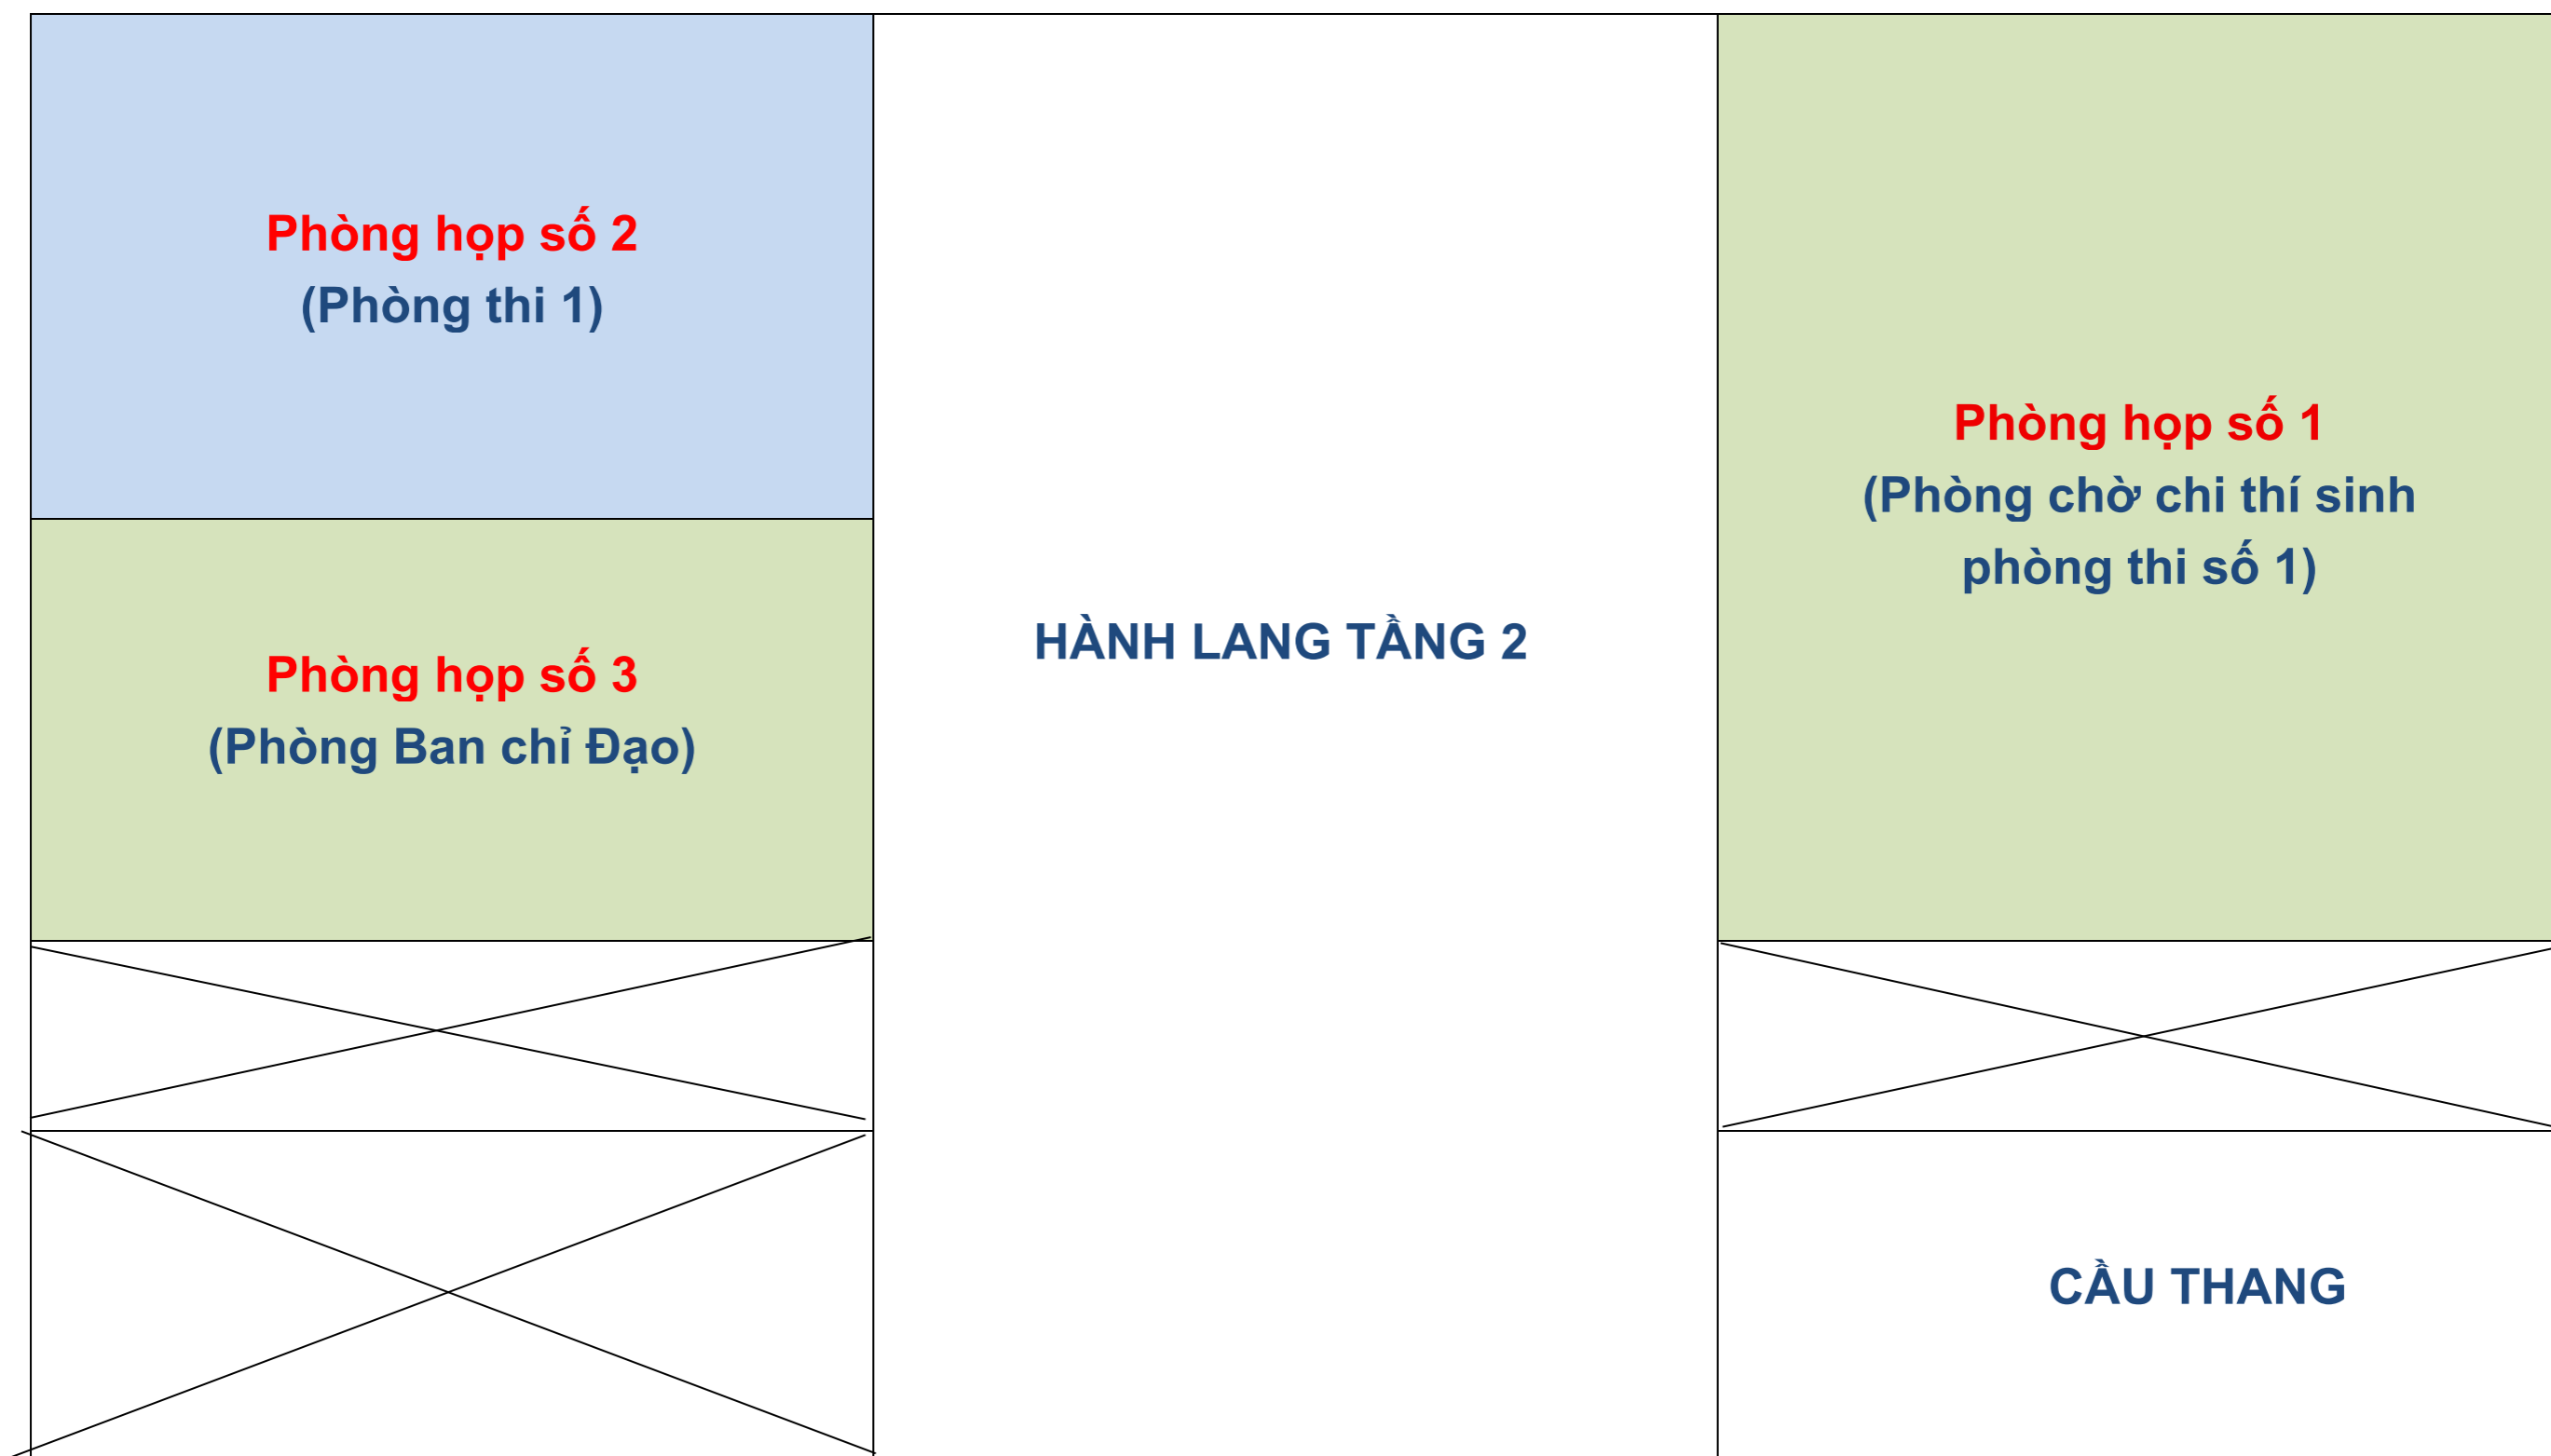 Phòng họp số 2
(Phòng thi 1)
Phòng họp số 3
(Phòng Ban chỉ Đạo)
HÀNH LANG TẦNG 2
Phòng họp số 1
(Phòng chờ chi thí sinh
phòng thi số 1)
CẦU THANG